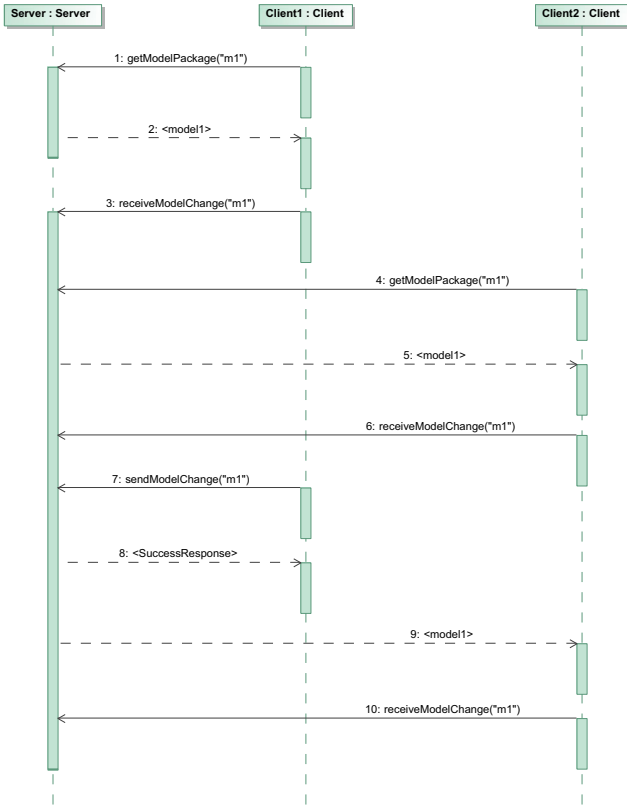 Server : Server
Client1 : Client
Client2 : Client
1: getModelPackage("m1")
2: <model1>
3: receiveModelChange("m1")
4: getModelPackage("m1")
5: <model1>
6: receiveModelChange("m1")
7: sendModelChange("m1")
8: <SuccessResponse>
9: <model1>
10: receiveModelChange("m1")